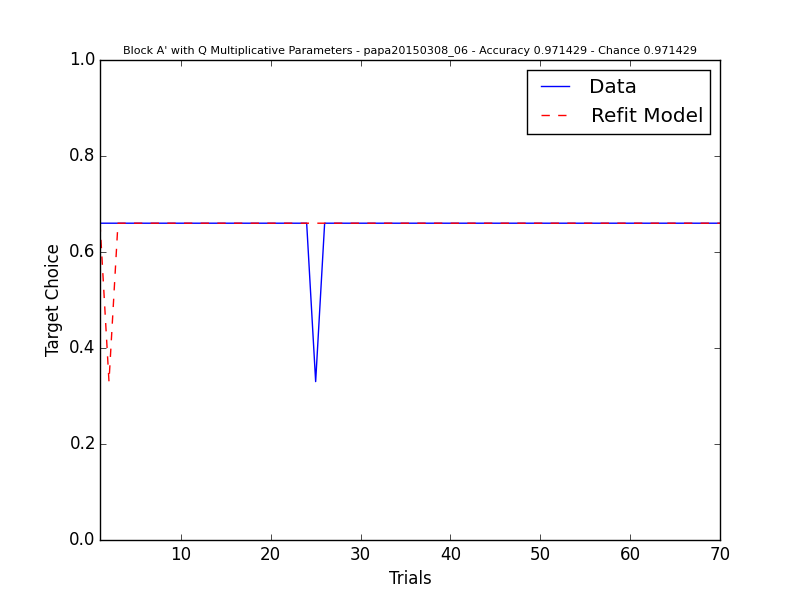 Block A' with Q Multiplicative Parameters - papa20150308_06 - Accuracy 0.971429 - Chance 0.971429
1.0
Data
Refit Model
0.8
0.6
Target Choice
0.4
0.2
0.0
10 20 30 40 50 60 70
Trials